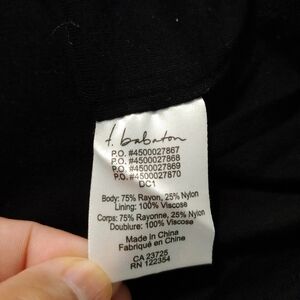 f. babaton
P.O. #4500027867
P.O. #4500027868
P.O. #4500027869
P.O. #4500027870
DC1
Body: 75% Rayon, 25% Nylon
Lining: 100% Viscose
Corps: 75% Rayonne, 25% Nylon
Doublure: 100% Viscose
Made in China
Fabriqué en Chine
CA 23725
RN 122354